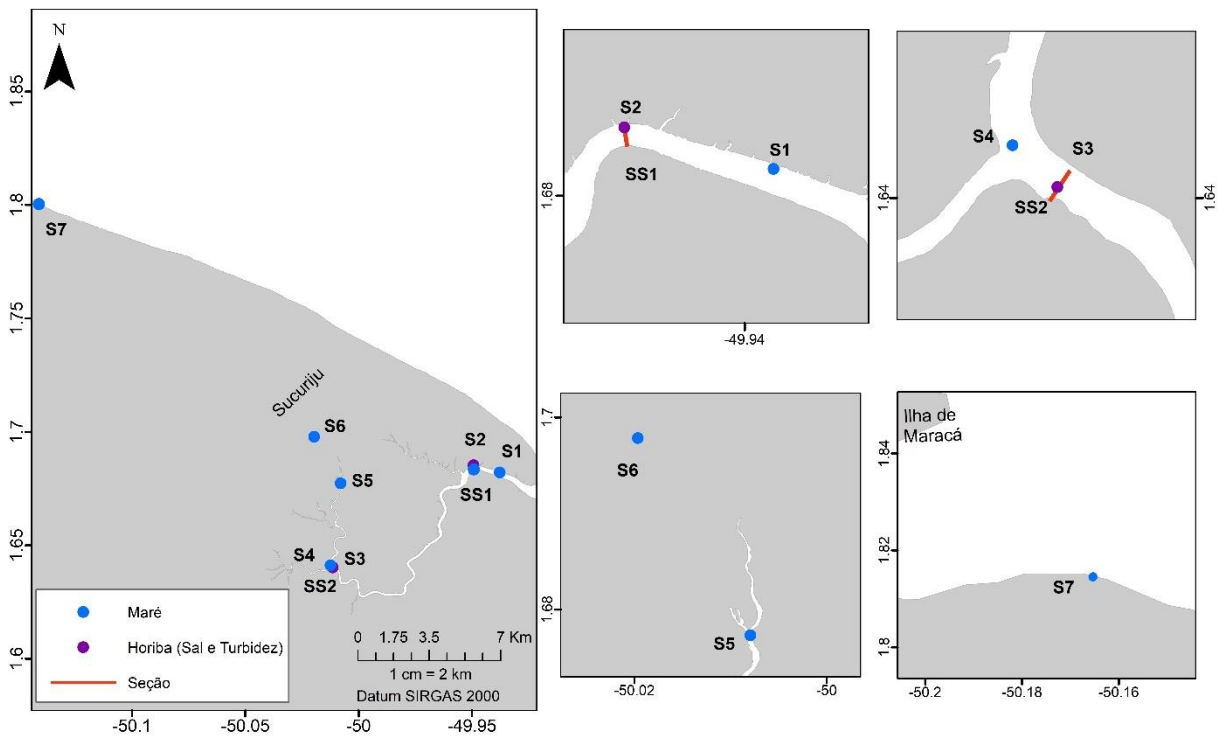 N
1.85
1.8
1.75
1.7
1.65
1.6
S7
Sucuriju
S6
S5
S2
S1
SS1
S4
S3
SS2
Maré
Horiba (Sal e Turbidez)
Seção
0 1.75 3.5 7 Km
1 cm = 2 km
Datum SIRGAS 2000
-50.1
-50.05
-50
-49.95
S2
S1
SS1
1.68
-49.94
S4
S3
SS2
1.64
1.64
1.7
S6
1.68
S5
-50.02
-50
Ilha de
Maracá
1.84
1.82
S7
1.8
-50.2
-50.18
-50.16